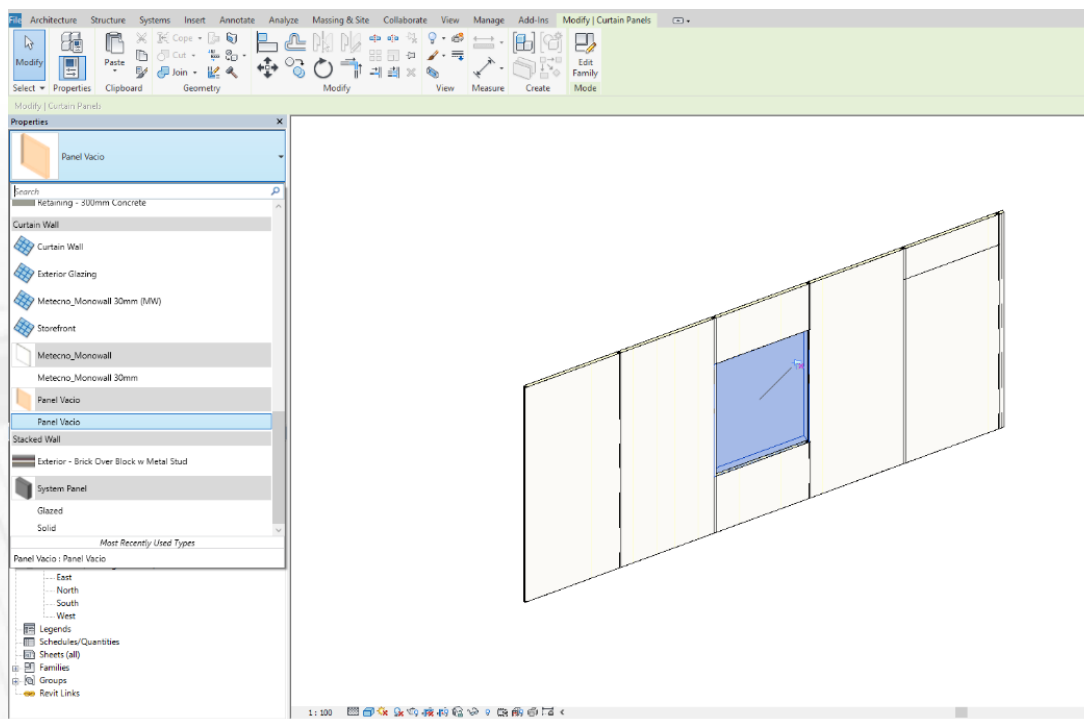 File Architecture Structure Systems Insert Annotate Analyze Massing & Site Collaborate View Manage Add-Ins Modify | Curtain Panels
Modify
Paste
Cope
Cut
Join
Edit
Family
Select Properties Clipboard Geometry Modify View Measure Create Mode
Modify | Curtain Panels
Properties
Panel Vacio
Search
Retaining - 300mm Concrete
Curtain Wall
Curtain Wall
Exterior Glazing
Metecno_Monowall 30mm (MW)
Storefront
Metecno_Monowall
Metecno_Monowall 30mm
Panel Vacio
Panel Vacio
Stacked Wall
Exterior - Brick Over Block w Metal Stud
System Panel
Glazed
Solid
Most Recently Used Types
Panel Vacio : Panel Vacio
East
North
South
West
Legends
Schedules/Quantities
Sheets (all)
Families
Groups
Revit Links
1 : 100